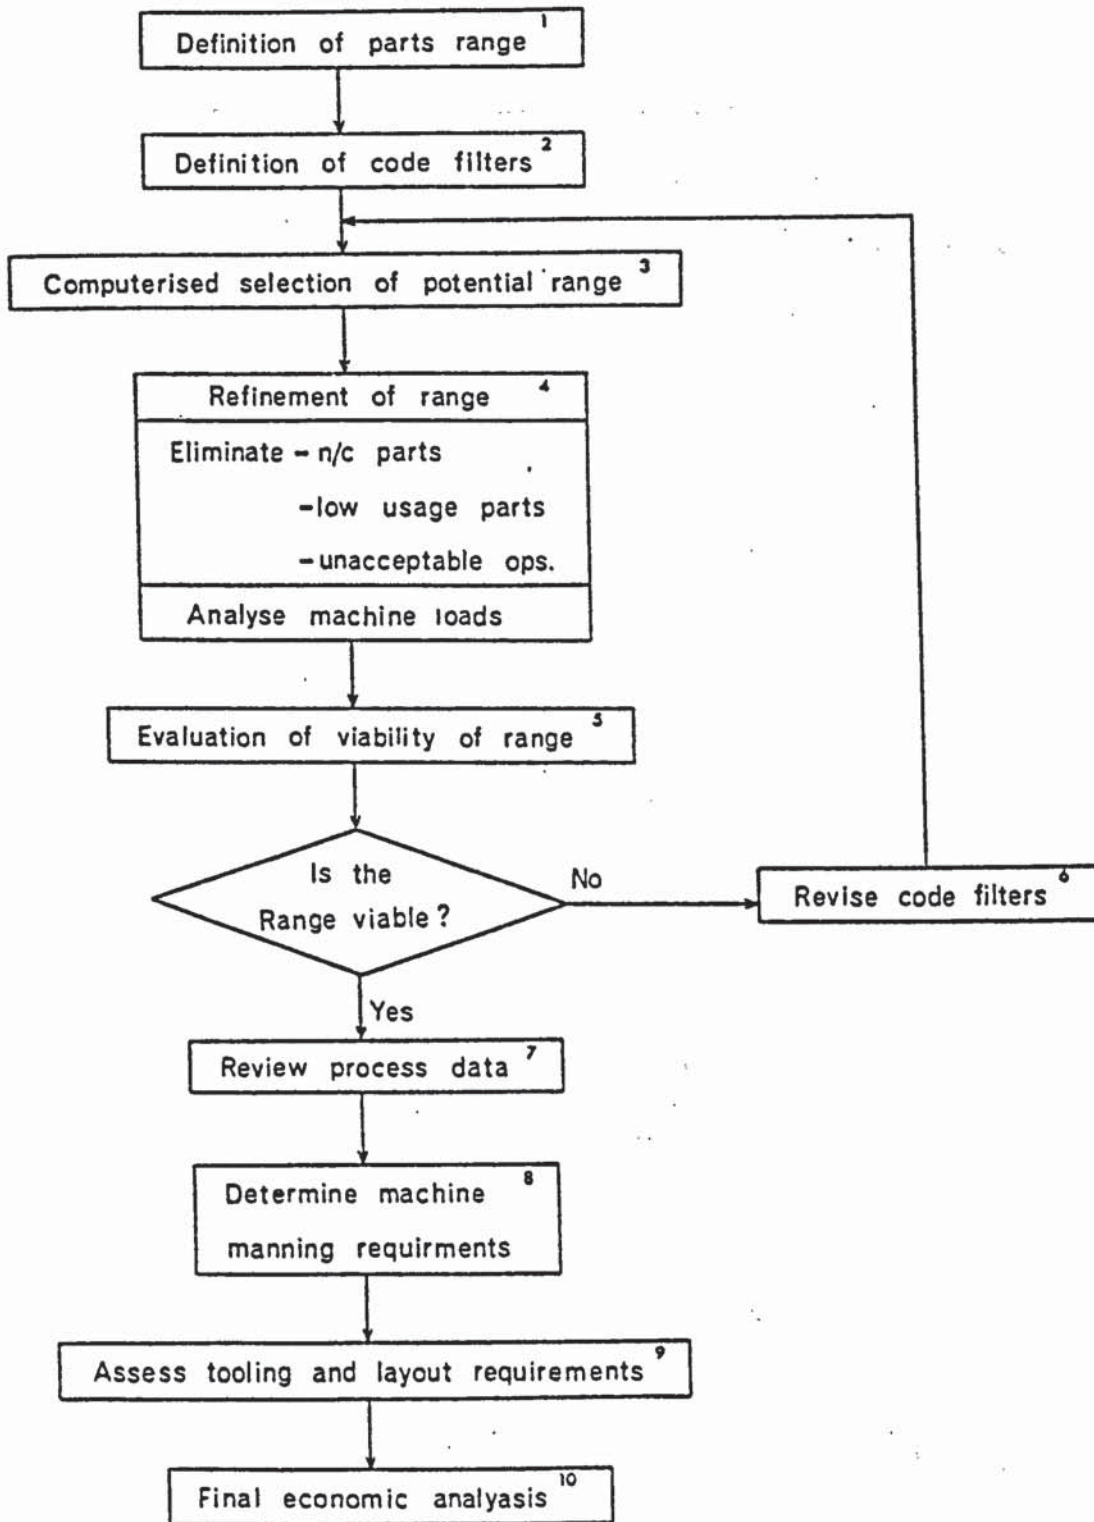 Definition of parts range 1
Definition of code filters 2
Computerised selection of potential range 3
Refinement of range 4
Eliminate - n/c parts
- low usage parts
- unacceptable ops.
Analyse machine loads
Evaluation of viability of range 5
Is the
Range viable?
No
Revise code filters 6
Yes
Review process data 7
Determine machine 8
manning requirments
Assess tooling and layout requirements 9
Final economic analyasis 10